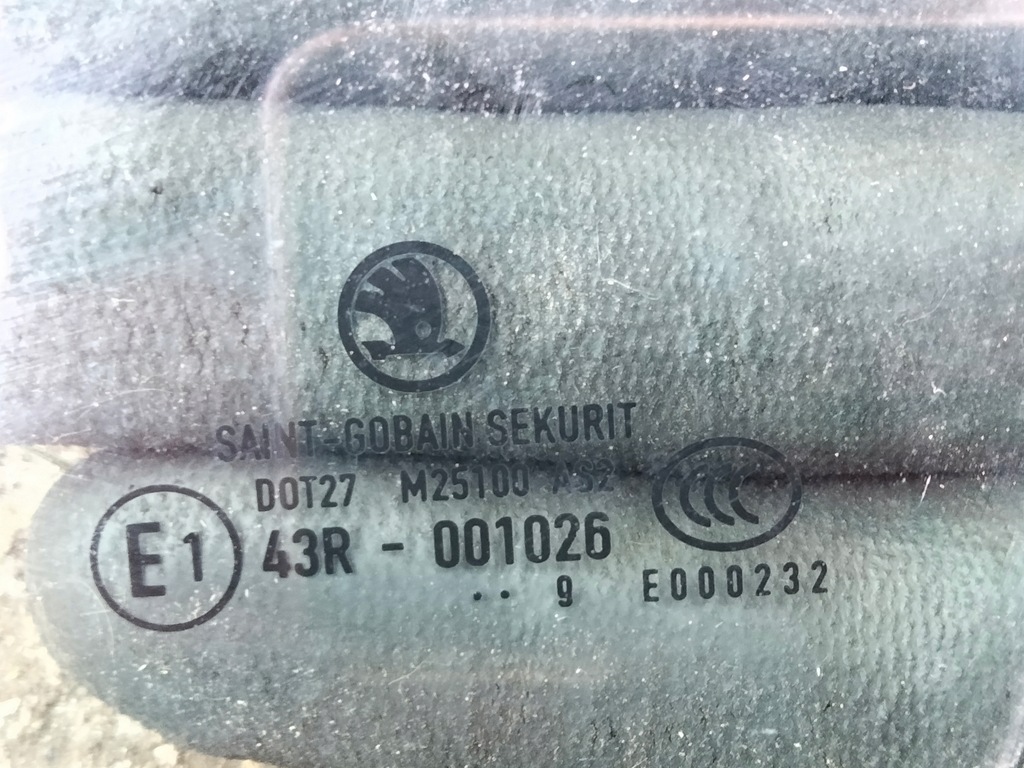 SAINT-GOBAIN SEKURIT
DOT27 M25100 AS2
E1 43R - 001026
.. 9 E000232